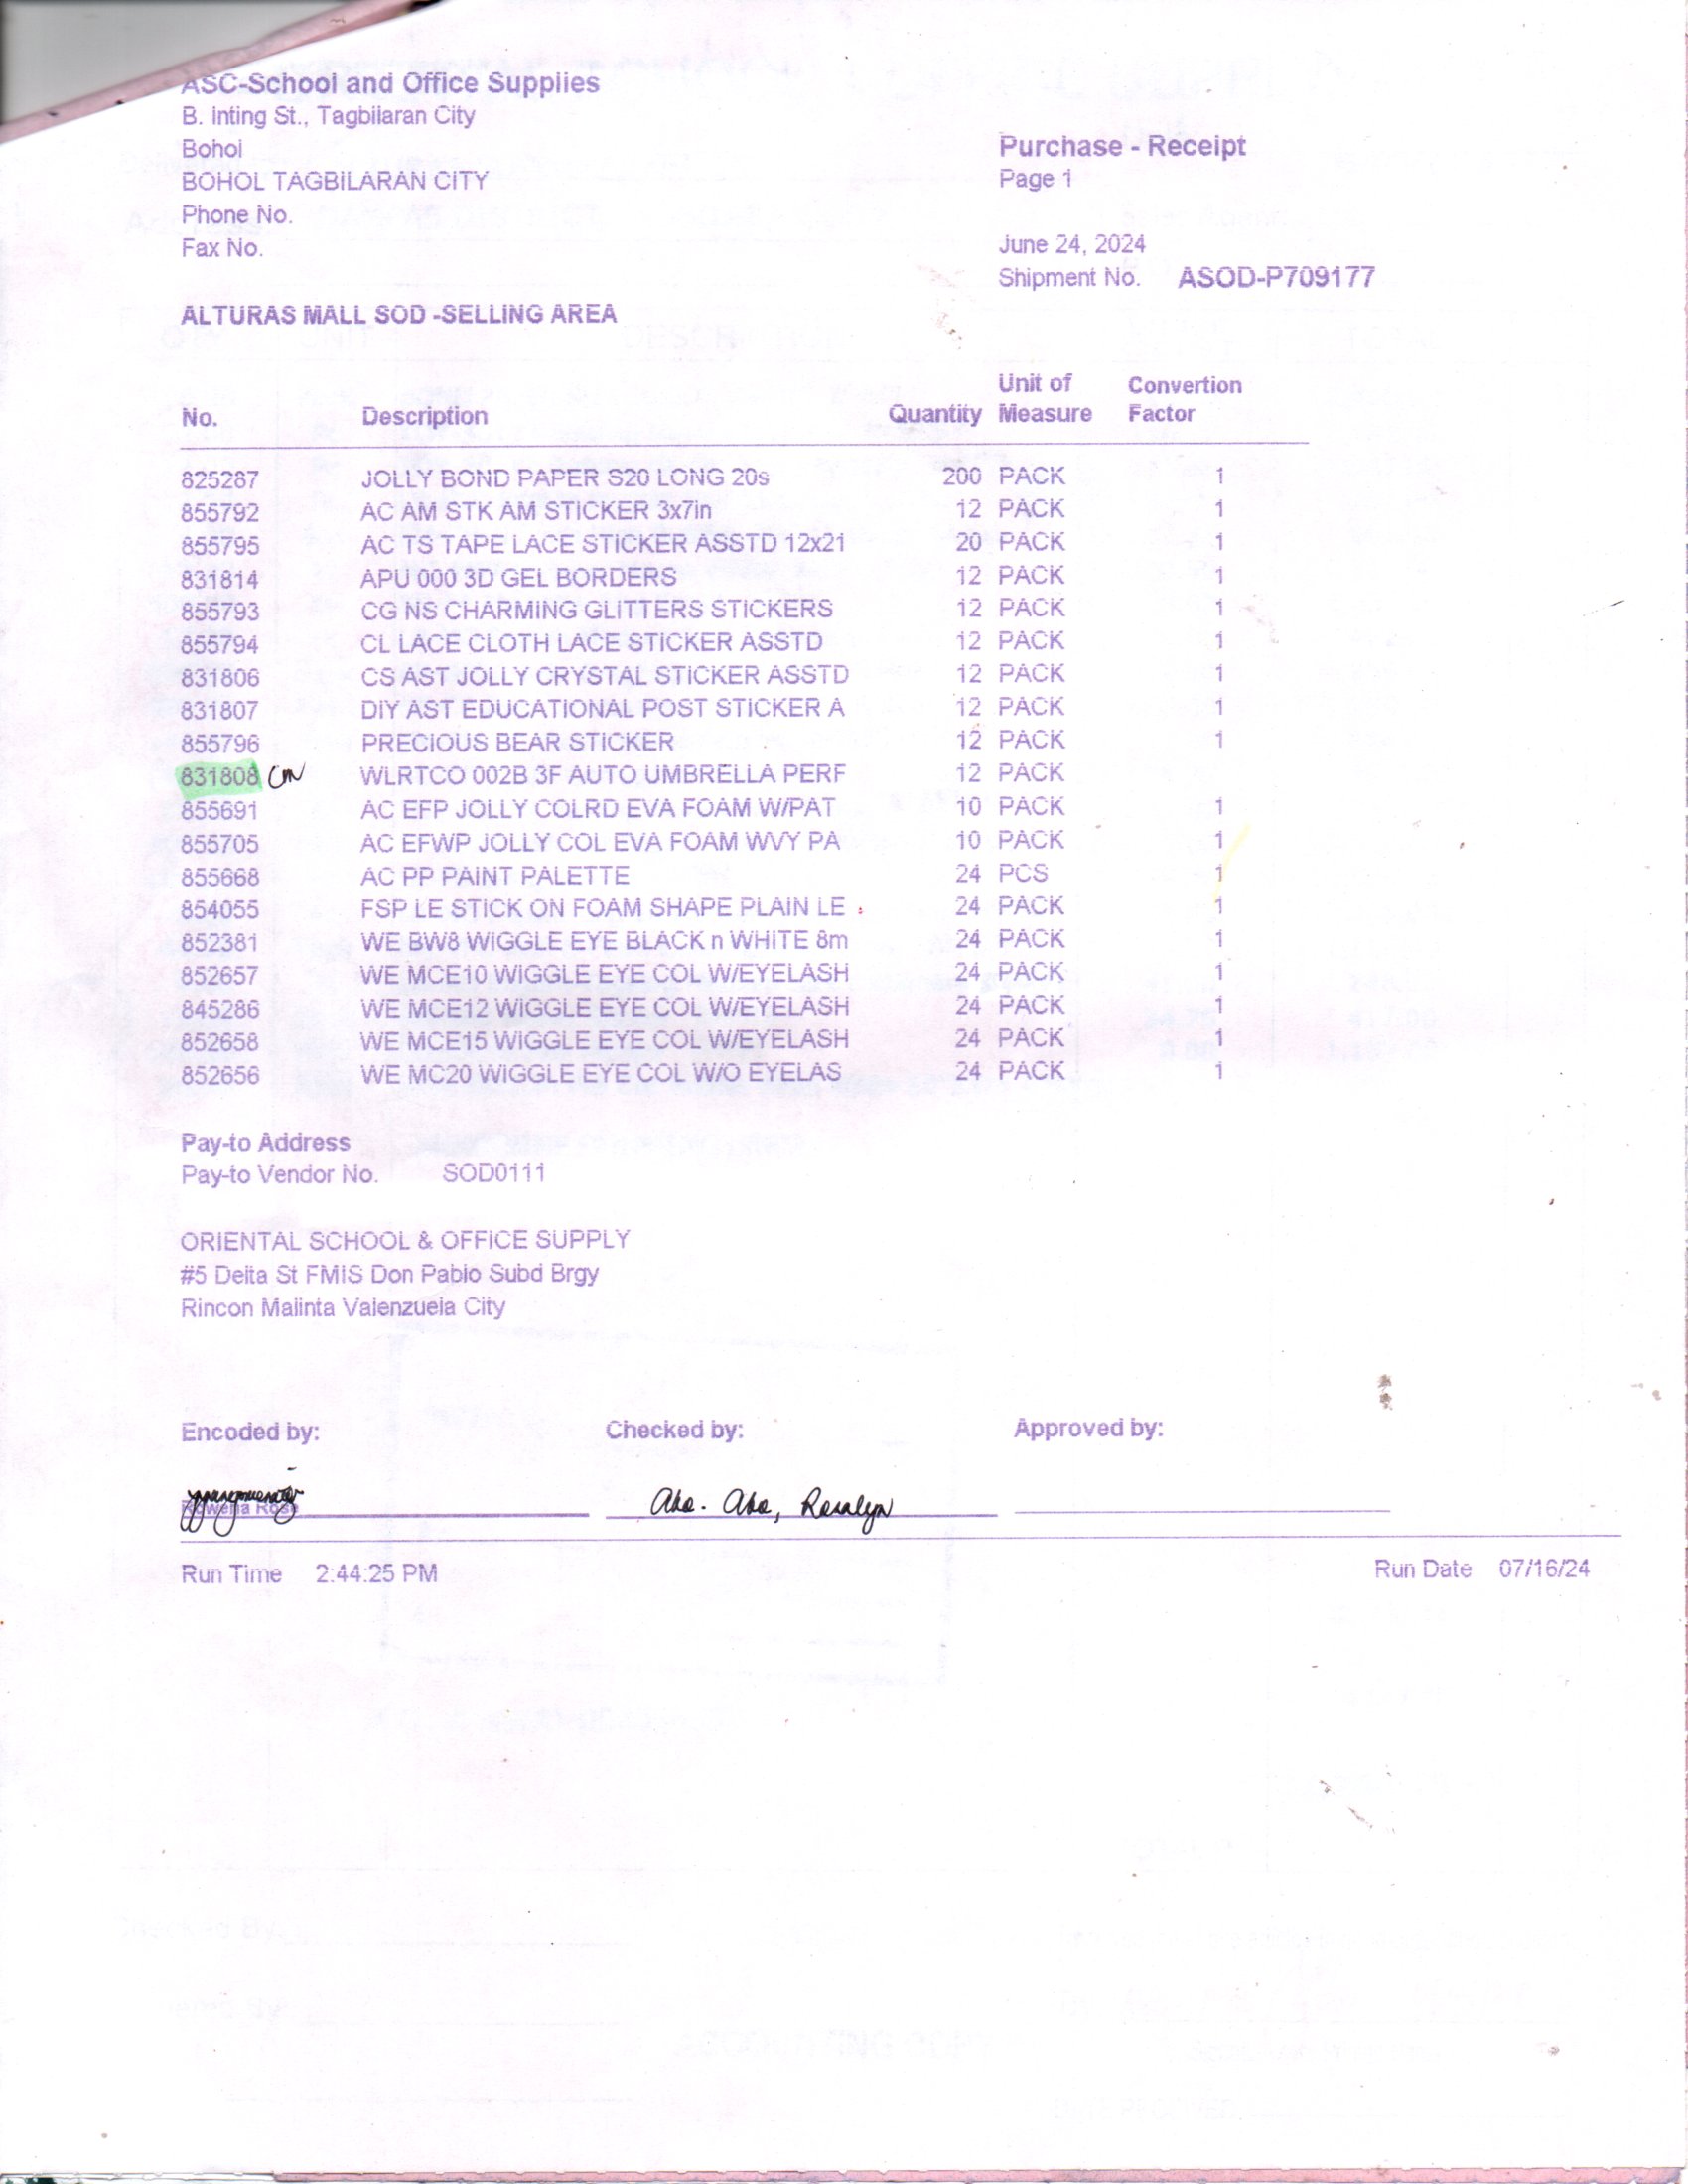 ASC-School and Office Supplies
B. Inting St., Tagbilaran City
Bohol
BOHOL TAGBILARAN CITY
Phone No.
Fax No.
Purchase - Receipt
Page 1
June 24, 2024
Shipment No. ASOD-P709177
ALTURAS MALL SOD -SELLING AREA
No. Description Quantity Unit of Measure Convertion Factor
825287 JOLLY BOND PAPER S20 LONG 20s 200 PACK 1
855792 AC AM STK AM STICKER 3x7in 12 PACK 1
855795 AC TS TAPE LACE STICKER ASSTD 12x21 20 PACK 1
831814 APU 000 3D GEL BORDERS 12 PACK 1
855793 CG NS CHARMING GLITTERS STICKERS 12 PACK 1
855794 CL LACE CLOTH LACE STICKER ASSTD 12 PACK 1
831806 CS AST JOLLY CRYSTAL STICKER ASSTD 12 PACK 1
831807 DIY AST EDUCATIONAL POST STICKER A 12 PACK 1
855796 PRECIOUS BEAR STICKER 12 PACK 1
831808 WLRTCO 002B 3F AUTO UMBRELLA PERF 12 PACK
855691 AC EFP JOLLY COLRD EVA FOAM W/PAT 10 PACK 1
855705 AC EFWP JOLLY COL EVA FOAM WVY PA 10 PACK 1
855668 AC PP PAINT PALETTE 24 PCS 1
854055 FSP LE STICK ON FOAM SHAPE PLAIN LE 24 PACK 1
852381 WE BW8 WIGGLE EYE BLACK n WHITE 8m 24 PACK 1
852657 WE MCE10 WIGGLE EYE COL W/EYELASH 24 PACK 1
845286 WE MCE12 WIGGLE EYE COL W/EYELASH 24 PACK 1
852658 WE MCE15 WIGGLE EYE COL W/EYELASH 24 PACK 1
852656 WE MC20 WIGGLE EYE COL W/O EYELAS 24 PACK 1
Pay-to Address
Pay-to Vendor No. SOD0111
ORIENTAL SCHOOL & OFFICE SUPPLY
#5 Delta St FMIS Don Pablo Subd Brgy
Rincon Malinta Valenzuela City
Encoded by: Checked by: Approved by:
Rowena Rose Aba. Aba, Rosalyn
Run Time 2:44:25 PM Run Date 07/16/24